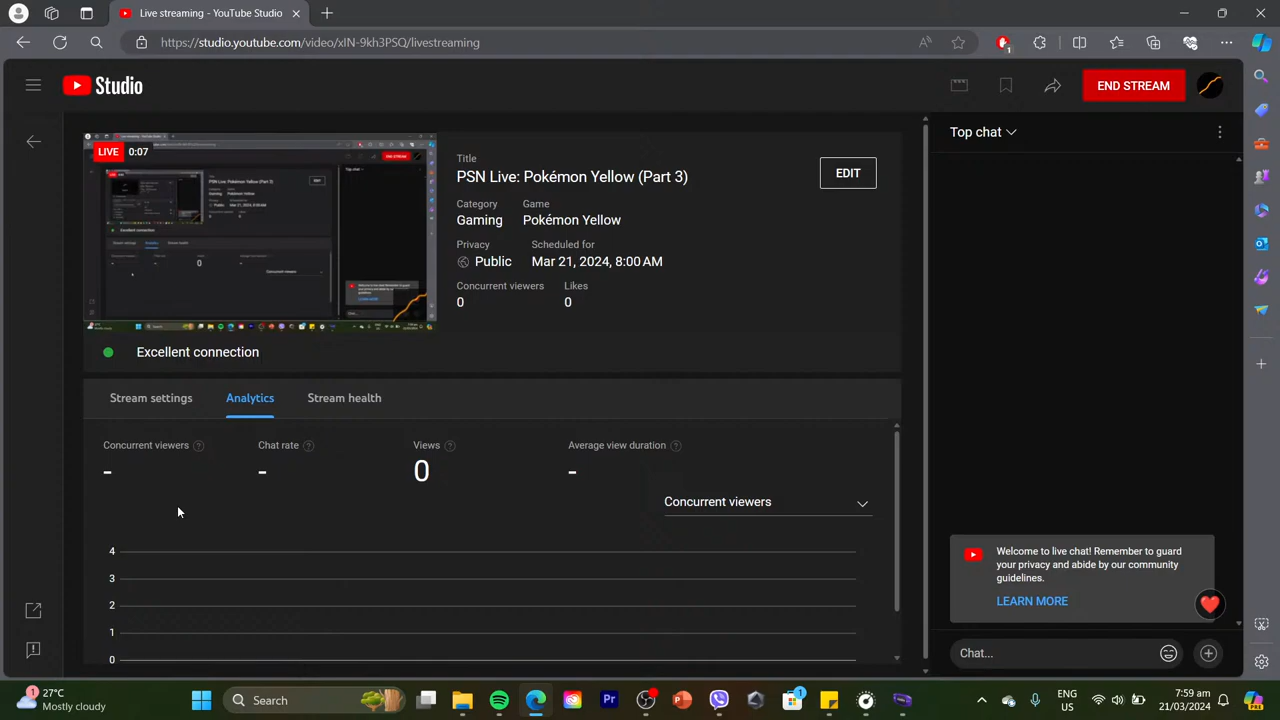 Live streaming - YouTube Studio
https://studio.youtube.com/video/xIN-9kh3PSQ/livestreaming
1
Studio
END STREAM
LIVE 0:07
Title
PSN Live: Pokémon Yellow (Part 3)
EDIT
Category Game
Gaming Pokémon Yellow
Privacy Scheduled for
Public Mar 21, 2024, 8:00 AM
Concurrent viewers Likes
0 0
Excellent connection
Stream settings Analytics Stream health
Concurrent viewers Chat rate Views Average view duration
- - 0 -
Concurrent viewers
4
3
2
1
0
Top chat
Welcome to live chat! Remember to guard
your privacy and abide by our community
guidelines.
LEARN MORE
Chat...
1
27°C
Mostly cloudy
Search
Pr
1
ENG
US
7:59 am
21/03/2024